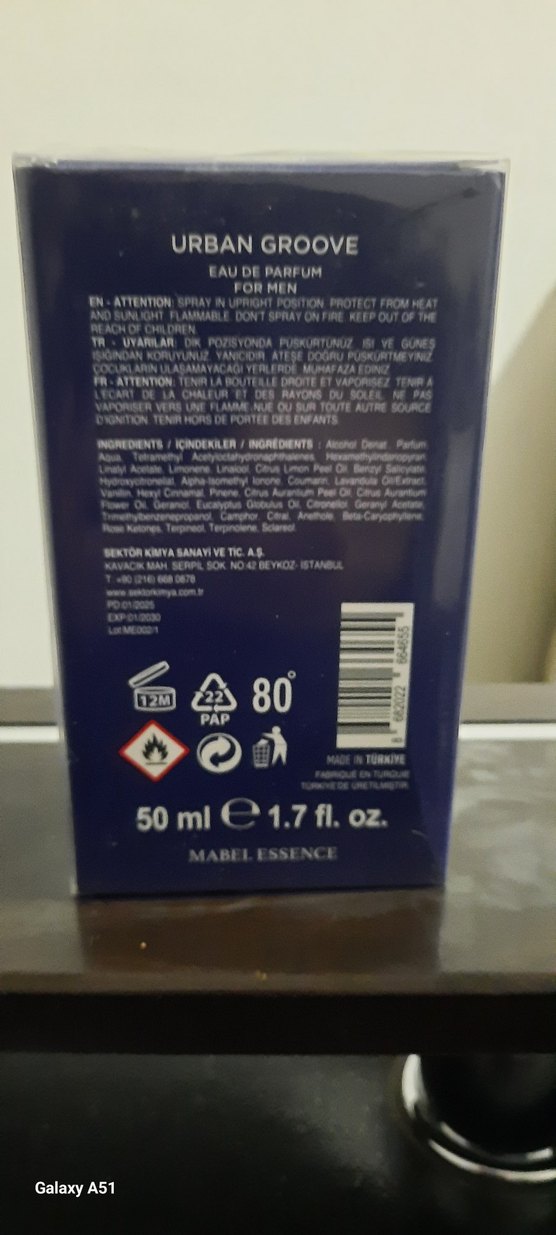 URBAN GROOVE
EAU DE PARFUM
FOR MEN
EN - ATTENTION: SPRAY IN UPRIGHT POSITION. PROTECT FROM HEAT
AND SUNLIGHT. FLAMMABLE. DON'T SPRAY ON FIRE. KEEP OUT OF THE
REACH OF CHILDREN.
TR - UYARILAR: DİK POZİSYONDA PÜSKÜRTÜNÜZ. ISI VE GÜNEŞ
IŞIĞINDAN KORUYUNUZ. YANICIDIR. ATEŞE DOĞRU PÜSKÜRTMEYİNİZ.
ÇOCUKLARIN ULAŞAMAYACAĞI YERLERDE MUHAFAZA EDİNİZ.
FR - ATTENTION: TENIR LA BOUTEILLE DROITE ET VAPORISEZ. TENIR À
L'ÉCART DE LA CHALEUR ET DES RAYONS DU SOLEIL. NE PAS
VAPORISER VERS UNE FLAMME NUE OU SUR TOUTE AUTRE SOURCE
D'IGNITION. TENIR HORS DE PORTÉE DES ENFANTS.
INGREDIENTS / İÇİNDEKİLER / INGRÉDIENTS : Alcohol Denat., Parfum,
Aqua, Tetramethyl Acetyloctahydronaphthalenes, Hexamethylindanopyran,
Linalyl Acetate, Limonene, Linalool, Citrus Limon Peel Oil, Benzyl Salicylate,
Hydroxycitronellal, Alpha-Isomethyl Ionone, Coumarin, Lavandula Oil/Extract,
Vanillin, Hexyl Cinnamal, Pinene, Citrus Aurantium Peel Oil, Citrus Aurantium
Flower Oil, Geraniol, Eucalyptus Globulus Oil, Citronellol, Geranyl Acetate,
Trimethylbenzenepropanol, Camphor, Citral, Anethole, Beta-Caryophyllene,
Rose Ketones, Terpineol, Terpinolene, Sclareol.
SEKTÖR KİMYA SANAYİ VE TİC. A.Ş.
KAVACIK MAH. SERPİL SOK. NO:42 BEYKOZ- İSTANBUL
T: +90 (216) 668 0678
www.sektorkimya.com.tr
PD:01/2025
EXP:01/2030
Lot:ME002/1
12M
22
PAP
80°
8 682022 664655
MADE IN TÜRKİYE
FABRIQUÉ EN TURQUIE
TÜRKİYE'DE ÜRETİLMİŞTİR.
50 ml e 1.7 fl. oz.
MABEL ESSENCE
Galaxy A51